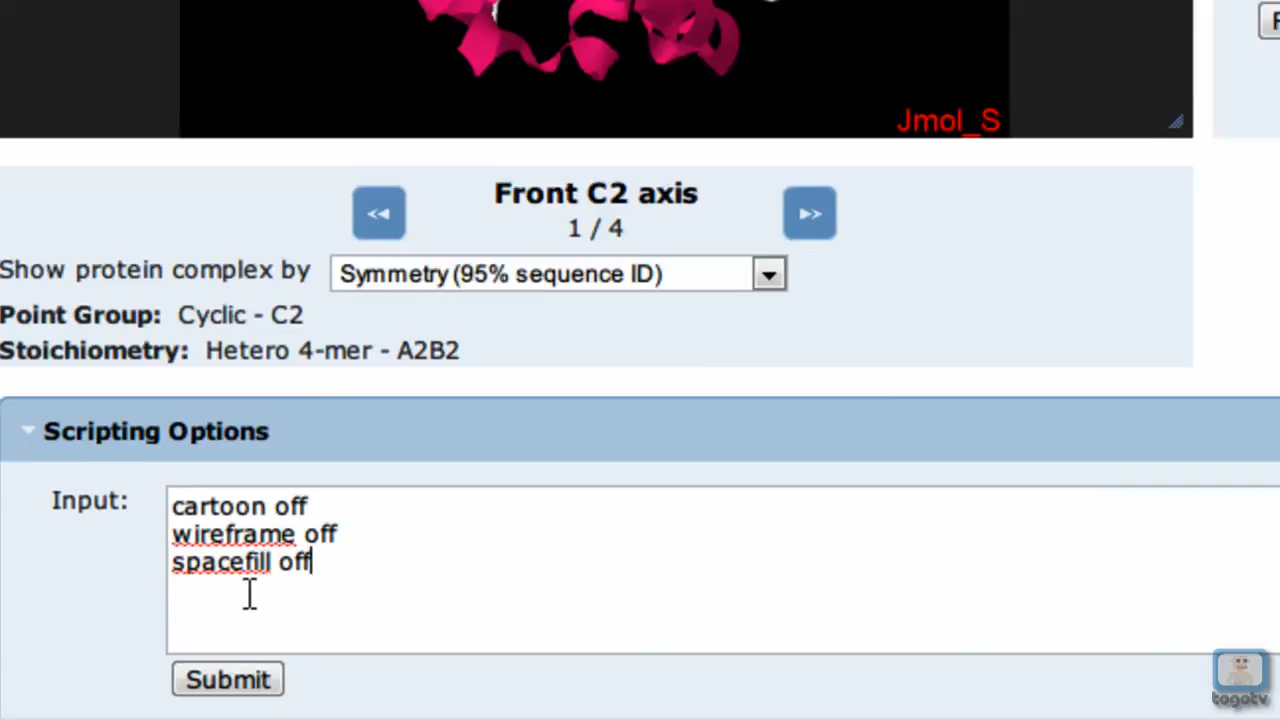 Jmol_S
Front C2 axis
1 / 4
Show protein complex by Symmetry (95% sequence ID)
Point Group: Cyclic - C2
Stoichiometry: Hetero 4-mer - A2B2
Scripting Options
Input:
cartoon off
wireframe off
spacefill off
Submit
togotv